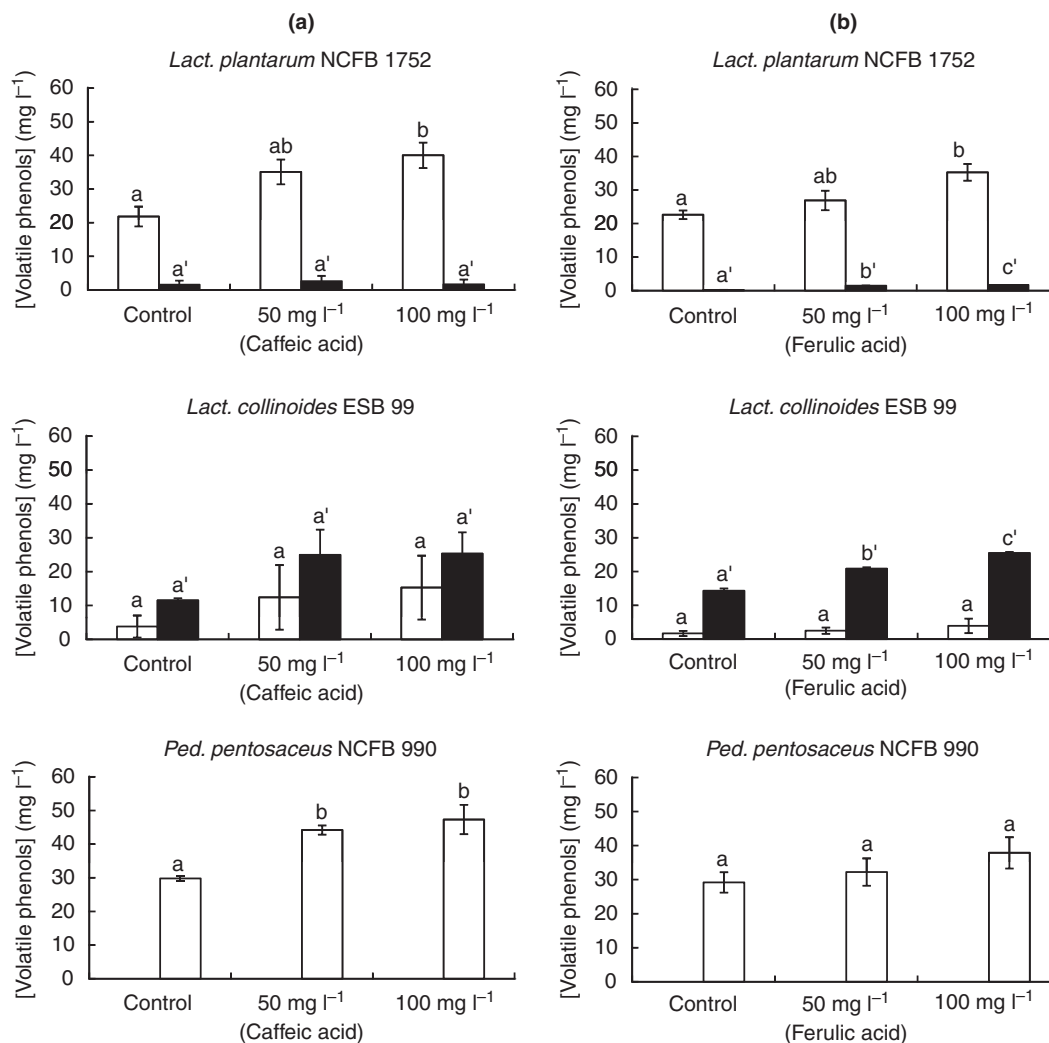 (a)
Lact. plantarum NCFB 1752
[Volatile phenols] (mg l⁻¹)
60
50
40
30
20
10
0
a
a'
ab
a'
b
a'
Control
50 mg l⁻¹
100 mg l⁻¹
(Caffeic acid)
Lact. collinoides ESB 99
[Volatile phenols] (mg l⁻¹)
60
50
40
30
20
10
0
a
a'
a
a'
a
a'
Control
50 mg l⁻¹
100 mg l⁻¹
(Caffeic acid)
Ped. pentosaceus NCFB 990
[Volatile phenols] (mg l⁻¹)
60
50
40
30
20
10
0
a
b
b
Control
50 mg l⁻¹
100 mg l⁻¹
(Caffeic acid)
(b)
Lact. plantarum NCFB 1752
[Volatile phenols] (mg l⁻¹)
60
50
40
30
20
10
0
a
a'
ab
b'
b
c'
Control
50 mg l⁻¹
100 mg l⁻¹
(Ferulic acid)
Lact. collinoides ESB 99
[Volatile phenols] (mg l⁻¹)
60
50
40
30
20
10
0
a
a'
a
b'
a
c'
Control
50 mg l⁻¹
100 mg l⁻¹
(Ferulic acid)
Ped. pentosaceus NCFB 990
[Volatile phenols] (mg l⁻¹)
60
50
40
30
20
10
0
a
a
a
Control
50 mg l⁻¹
100 mg l⁻¹
(Ferulic acid)